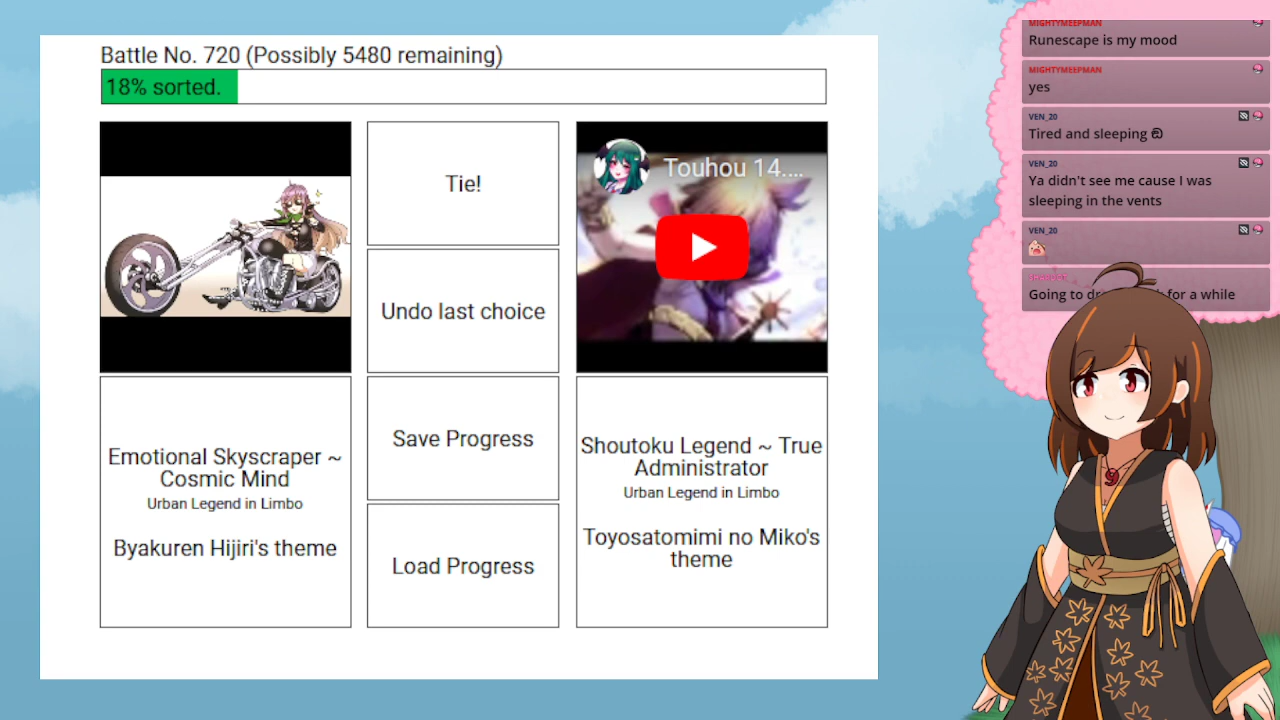 Battle No. 720 (Possibly 5480 remaining)
18% sorted.
Tie!
Undo last choice
Save Progress
Load Progress
Touhou 14....
Emotional Skyscraper ~
Cosmic Mind
Urban Legend in Limbo
Byakuren Hijiri's theme
Shoutoku Legend ~ True
Administrator
Urban Legend in Limbo
Toyosatomimi no Miko's
theme
MIGHTYMEEPMAN
Runescape is my mood
MIGHTYMEEPMAN
yes
VEN_20
Tired and sleeping
VEN_20
Ya didn't see me cause I was
sleeping in the vents
VEN_20
Going to for a while